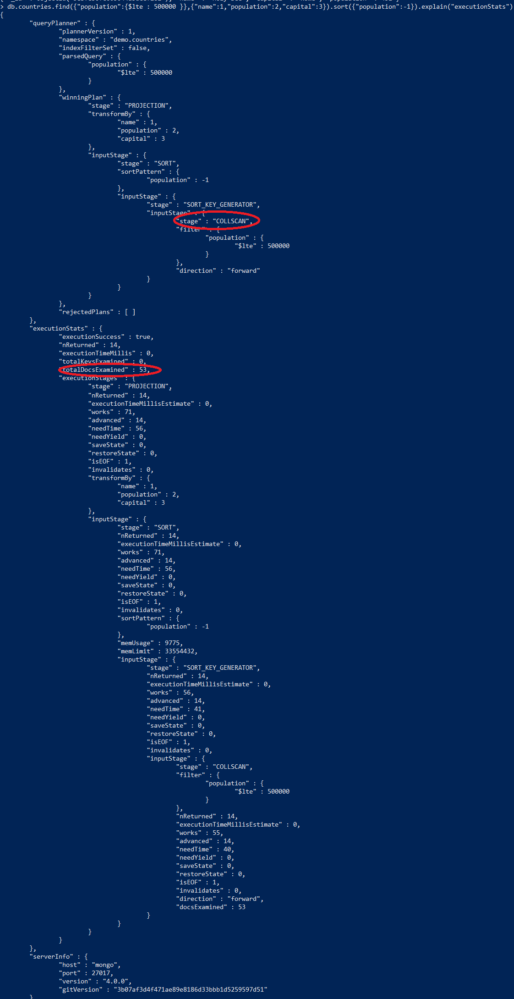 > db.countries.find({"population":{$lte : 500000 }},{"name":1,"population":2,"capital":3}).sort({"population":-1}).explain("executionStats")
{
"queryPlanner" : {
"plannerVersion" : 1,
"namespace" : "demo.countries",
"indexFilterSet" : false,
"parsedQuery" : {
"population" : {
"$lte" : 500000
}
},
"winningPlan" : {
"stage" : "PROJECTION",
"transformBy" : {
"name" : 1,
"population" : 2,
"capital" : 3
},
"inputStage" : {
"stage" : "SORT",
"sortPattern" : {
"population" : -1
},
"inputStage" : {
"stage" : "SORT_KEY_GENERATOR",
"inputStage" : {
"stage" : "COLLSCAN",
"filter" : {
"population" : {
"$lte" : 500000
}
},
"direction" : "forward"
}
}
}
},
"rejectedPlans" : [ ]
},
"executionStats" : {
"executionSuccess" : true,
"nReturned" : 14,
"executionTimeMillis" : 0,
"totalKeysExamined" : 0,
"totalDocsExamined" : 53,
"executionStages" : {
"stage" : "PROJECTION",
"nReturned" : 14,
"executionTimeMillisEstimate" : 0,
"works" : 71,
"advanced" : 14,
"needTime" : 56,
"needYield" : 0,
"saveState" : 0,
"restoreState" : 0,
"isEOF" : 1,
"invalidates" : 0,
"transformBy" : {
"name" : 1,
"population" : 2,
"capital" : 3
},
"inputStage" : {
"stage" : "SORT",
"nReturned" : 14,
"executionTimeMillisEstimate" : 0,
"works" : 71,
"advanced" : 14,
"needTime" : 56,
"needYield" : 0,
"saveState" : 0,
"restoreState" : 0,
"isEOF" : 1,
"invalidates" : 0,
"sortPattern" : {
"population" : -1
},
"memUsage" : 9775,
"memLimit" : 33554432,
"inputStage" : {
"stage" : "SORT_KEY_GENERATOR",
"nReturned" : 14,
"executionTimeMillisEstimate" : 0,
"works" : 56,
"advanced" : 14,
"needTime" : 41,
"needYield" : 0,
"saveState" : 0,
"restoreState" : 0,
"isEOF" : 1,
"invalidates" : 0,
"inputStage" : {
"stage" : "COLLSCAN",
"filter" : {
"population" : {
"$lte" : 500000
}
},
"nReturned" : 14,
"executionTimeMillisEstimate" : 0,
"works" : 55,
"advanced" : 14,
"needTime" : 40,
"needYield" : 0,
"saveState" : 0,
"restoreState" : 0,
"isEOF" : 1,
"invalidates" : 0,
"direction" : "forward",
"docsExamined" : 53
}
}
}
}
},
"serverInfo" : {
"host" : "mongo",
"port" : 27017,
"version" : "4.0.0",
"gitVersion" : "3b07af3d4f471ae89e8186d33bbb1d5259597d51"
}